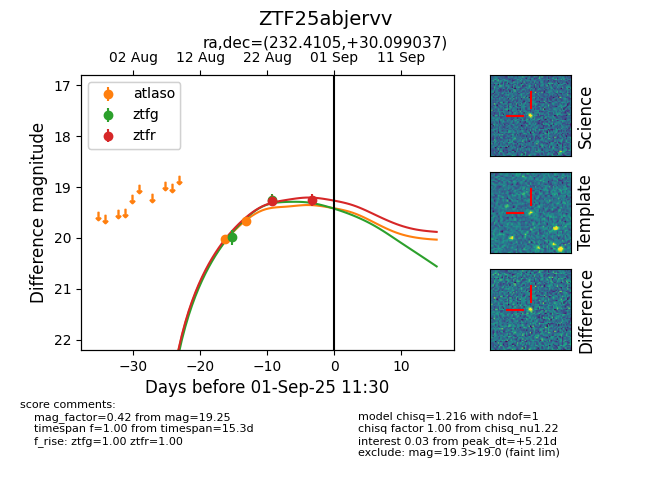 ZTF25abjervv
ra,dec=(232.4105,+30.099037)
02 Aug 12 Aug 22 Aug 01 Sep 11 Sep
17
18
19
20
21
22
Difference magnitude
atlaso
ztfg
ztfr
−30 −20 −10 0 10
Days before 01-Sep-25 11:30
Science
Template
Difference
score comments:
mag_factor=0.42 from mag=19.25
timespan f=1.00 from timespan=15.3d
f_rise: ztfg=1.00 ztfr=1.00
model chisq=1.216 with ndof=1
chisq factor 1.00 from chisq_nu1.22
interest 0.03 from peak_dt=+5.21d
exclude: mag=19.3>19.0 (faint lim)